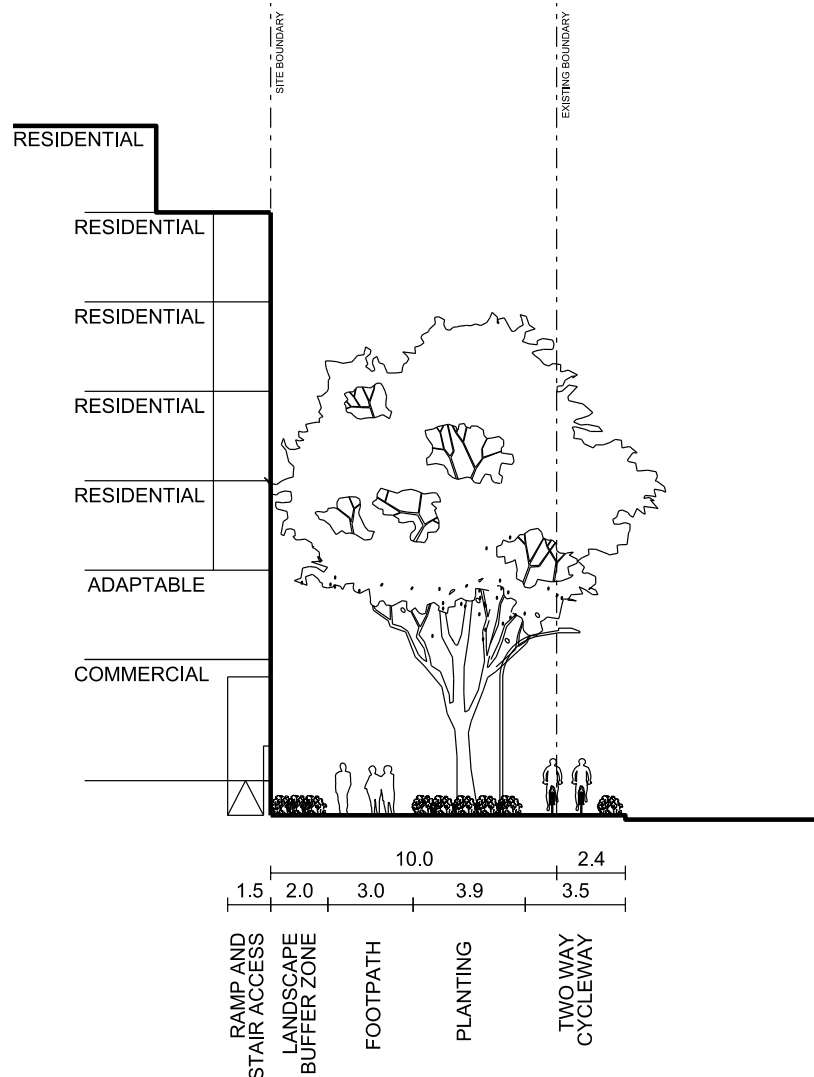 SITE BOUNDARY
EXISTING BOUNDARY
RESIDENTIAL
RESIDENTIAL
RESIDENTIAL
RESIDENTIAL
RESIDENTIAL
ADAPTABLE
COMMERCIAL
10.0
2.4
1.5
2.0
3.0
3.9
3.5
RAMP AND
STAIR ACCESS
LANDSCAPE
BUFFER ZONE
FOOTPATH
PLANTING
TWO WAY
CYCLEWAY